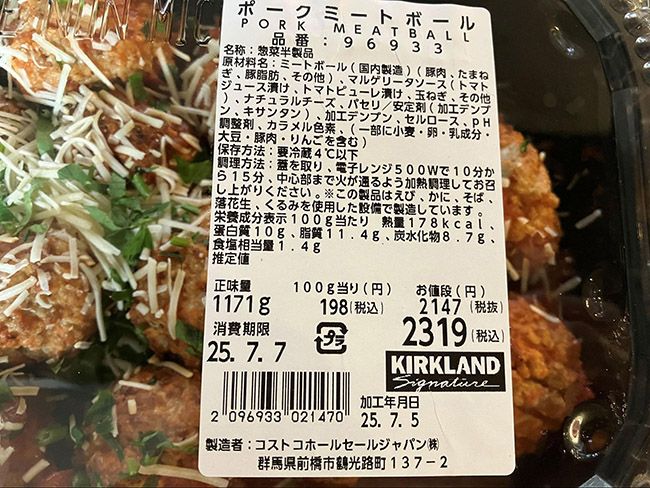 ポークミートボール
PORK MEATBALL
品番:96933
名称:惣菜半製品
原材料名:ミートボール(国内製造)(豚肉、たまね
ぎ、豚脂肪、その他)、マルゲリータソース(トマト
ジュース漬け、トマトピューレ漬け、玉ねぎ、その他
)、ナチュラルチーズ、パセリ/安定剤(加工デンプ
ン、キサンタン)、加工デンプン、セルロース、pH
調整剤、カラメル色素、(一部に小麦・卵・乳成分・
大豆・豚肉・りんごを含む)
保存方法:要冷蔵4℃以下
調理方法:蓋を取り、電子レンジ500Wで10分か
ら15分、中心部まで火が通るよう加熱調理してお召
し上がりください。※この製品はえび、かに、そば、
落花生、くるみを使用した設備で製造しています。
栄養成分表示100g当たり 熱量178kcal、
蛋白質10g、脂質11.4g、炭水化物8.7g、
食塩相当量1.4g
推定値
正味量 100g当り(円) お値段(円)
1171g 198(税込) 2147(税抜)
消費期限 プラ 2319(税込)
25.7.7
KIRKLAND
Signature
2 096933 021470
加工年月日
25.7.5
製造者:コストコホールセールジャパン㈱
群馬県前橋市鶴光路町137-2